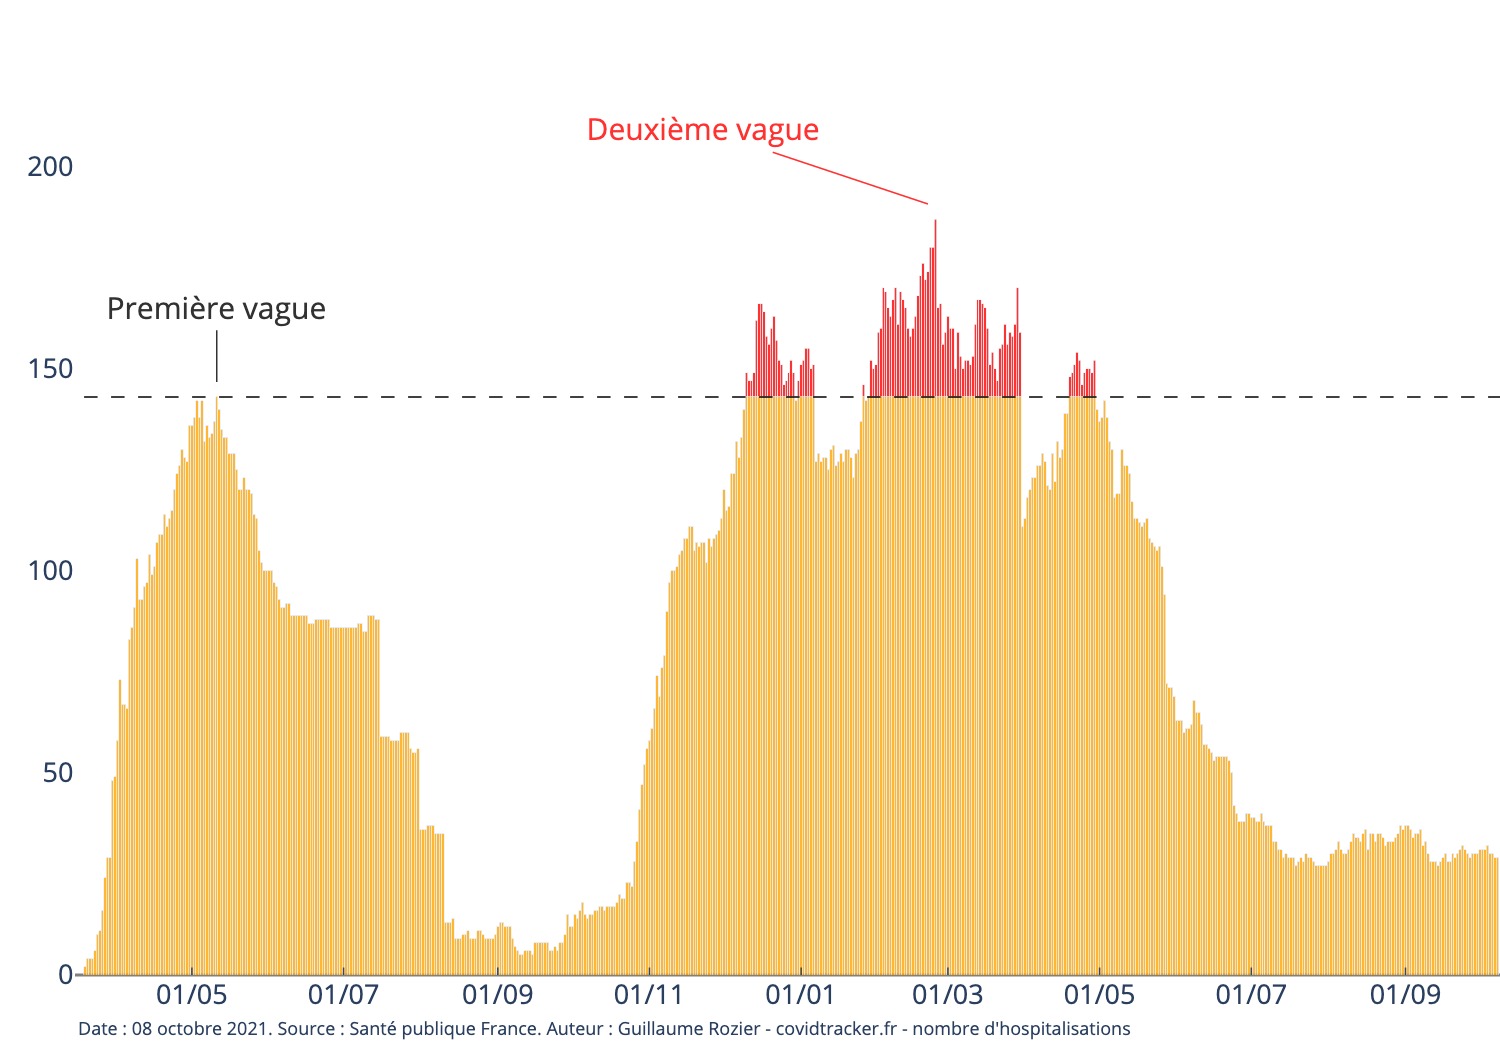 Deuxième vague
200
Première vague
150
100
50
0
01/05 01/07 01/09 01/11 01/01 01/03 01/05 01/07 01/09
Date : 08 octobre 2021. Source : Santé publique France. Auteur : Guillaume Rozier - covidtracker.fr - nombre d'hospitalisations